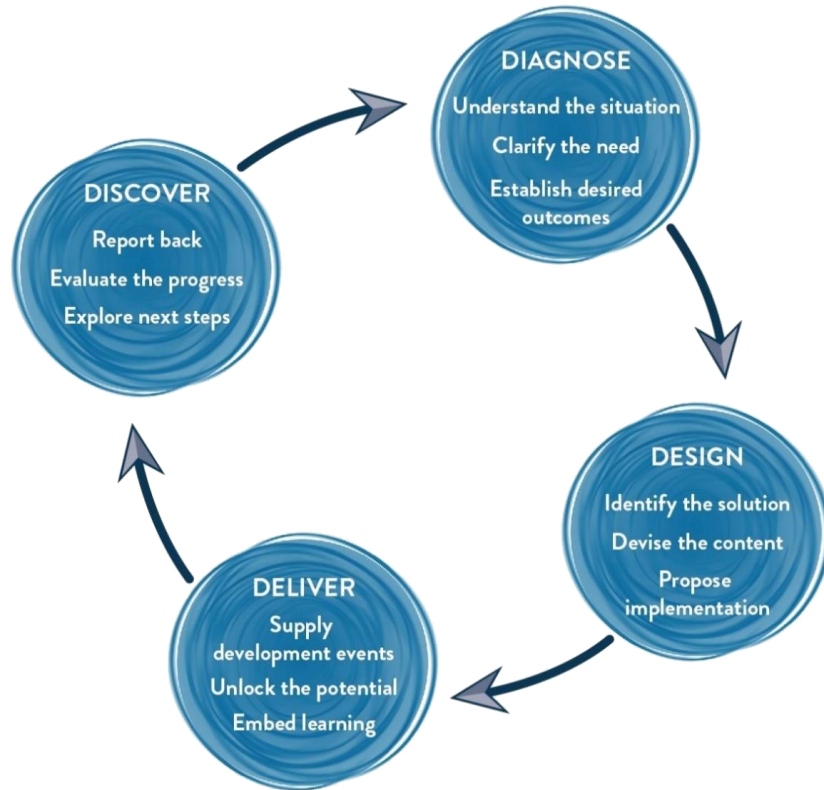 DIAGNOSE
Understand the situation
Clarify the need
Establish desired
outcomes
DESIGN
Identify the solution
Devise the content
Propose
implementation
DELIVER
Supply
development events
Unlock the potential
Embed learning
DISCOVER
Report back
Evaluate the progress
Explore next steps